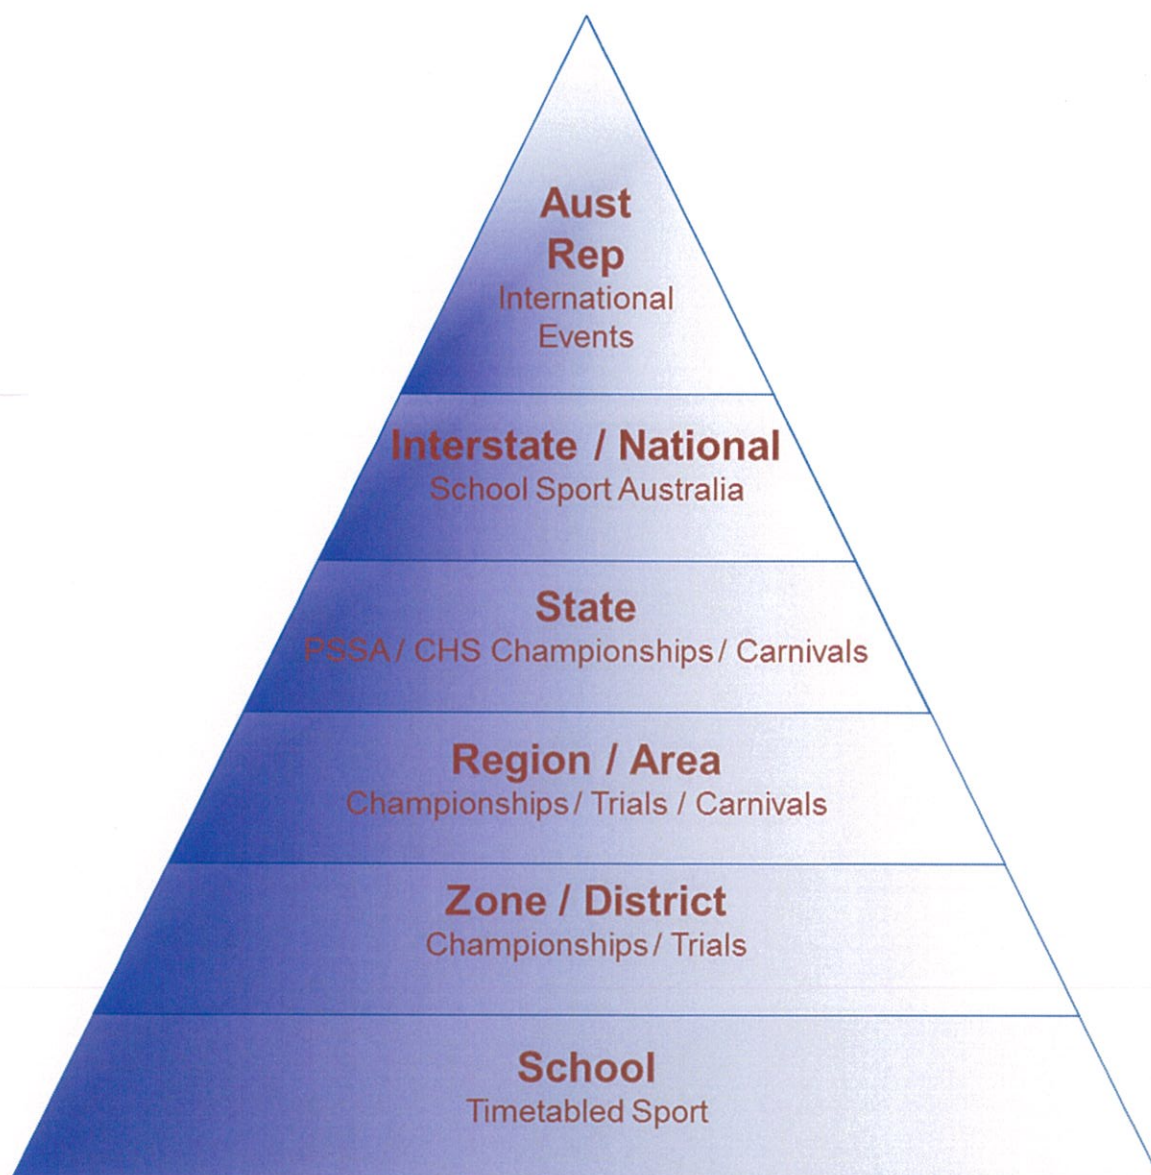 Aust
Rep
International
Events
Interstate / National
School Sport Australia
State
PSSA / CHS Championships / Carnivals
Region / Area
Championships / Trials / Carnivals
Zone / District
Championships / Trials
School
Timetabled Sport